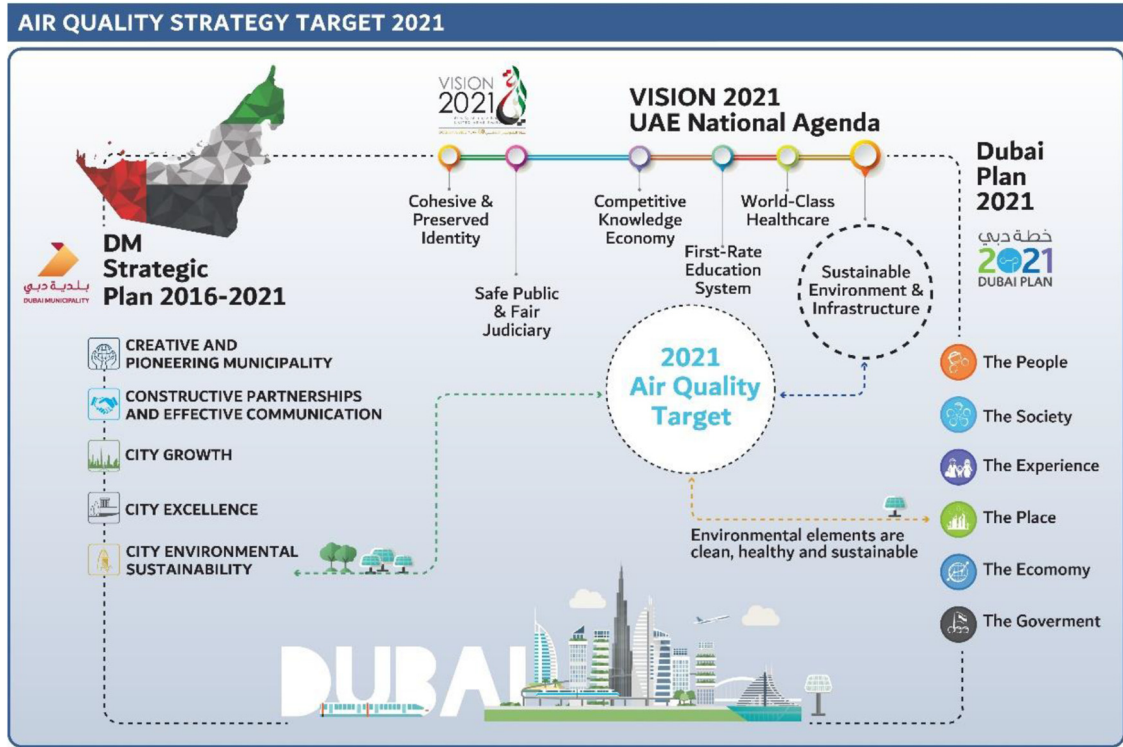 AIR QUALITY STRATEGY TARGET 2021
VISION
2021
VISION 2021
UAE National Agenda
Cohesive &
Preserved
Identity
Safe Public
& Fair
Judiciary
Competitive
Knowledge
Economy
First-Rate
Education
System
World-Class
Healthcare
Sustainable
Environment &
Infrastructure
Dubai
Plan
2021
خطة دبي
2021
DUBAI PLAN
بلدية دبي
DUBAI MUNICIPALITY
DM
Strategic
Plan 2016-2021
CREATIVE AND
PIONEERING MUNICIPALITY
CONSTRUCTIVE PARTNERSHIPS
AND EFFECTIVE COMMUNICATION
CITY GROWTH
CITY EXCELLENCE
CITY ENVIRONMENTAL
SUSTAINABILITY
2021
Air Quality
Target
Environmental elements are
clean, healthy and sustainable
The People
The Society
The Experience
The Place
The Ecomomy
The Goverment
DUBAI